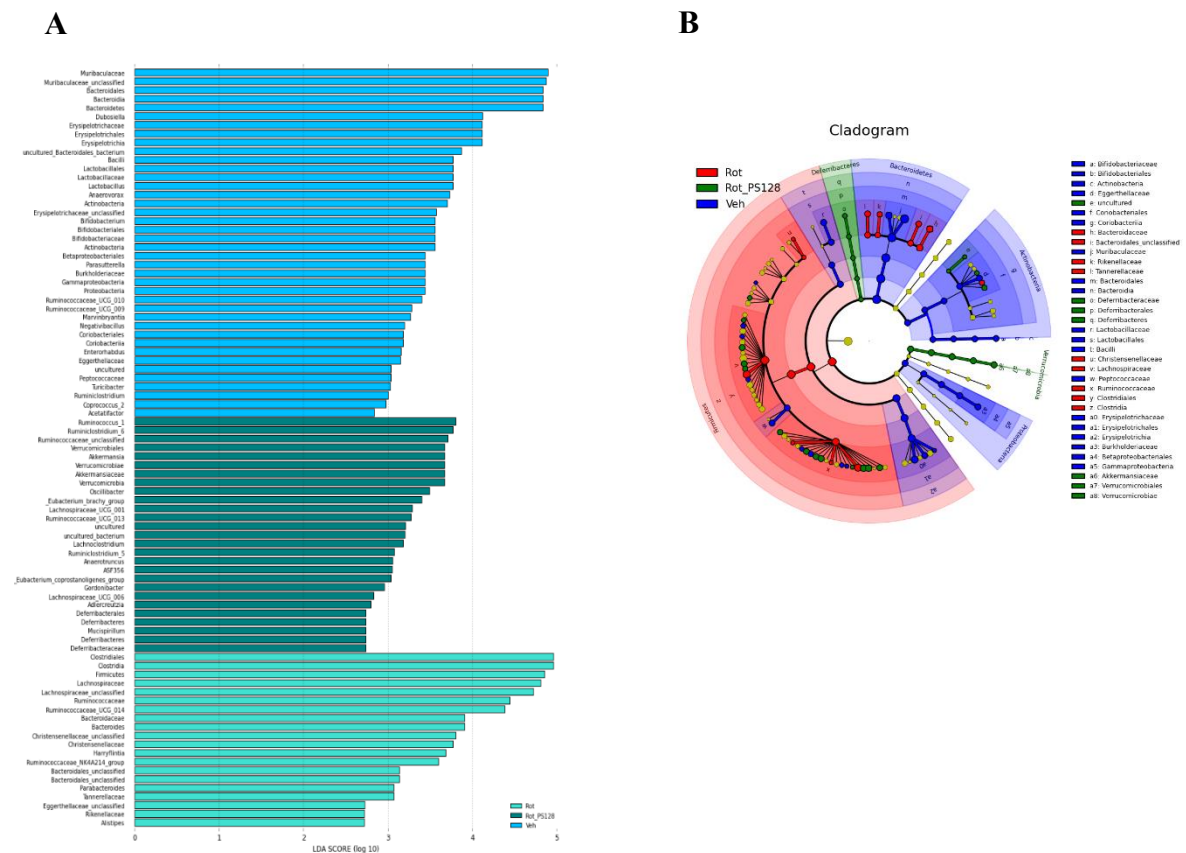 A
B
Muribaculaceae
Muribaculaceae_unclassified
Bacteroidales
Bacteroidia
Bacteroidetes
Dubosiella
Erysipelotrichaceae
Erysipelotrichales
Erysipelotrichia
uncultured_Bacteroidales_bacterium
Bacilli
Lactobacillales
Lactobacillaceae
Lactobacillus
Anaerovorax
Actinobacteria
Erysipelotrichaceae_unclassified
Bifidobacterium
Bifidobacteriales
Bifidobacteriaceae
Actinobacteria
Betaproteobacteriales
Parasutterella
Burkholderiaceae
Gammaproteobacteria
Proteobacteria
Ruminococcaceae_UCG_010
Ruminococcaceae_UCG_009
Marvinbryantia
Negativibacillus
Coriobacteriales
Coriobacteriia
Enterorhabdus
Eggerthellaceae
uncultured
Peptococcaceae
Turicibacter
Ruminiclostridium
Coprococcus_2
Acetatifactor
Ruminococcus_1
Ruminiclostridium_6
Ruminococcaceae_unclassified
Verrucomicrobiales
Akkermansia
Verrucomicrobiae
Akkermansiaceae
Verrucomicrobia
Oscillibacter
_Eubacterium_brachy_group
Lachnospiraceae_UCG_001
Ruminococcaceae_UCG_013
uncultured
uncultured_bacterium
Lachnoclostridium
Ruminiclostridium_5
Anaerotruncus
ASF356
_Eubacterium_coprostanoligenes_group
Gordonibacter
Lachnospiraceae_UCG_006
Adlercreutzia
Deferribacterales
Deferribacteres
Mucispirillum
Deferribacteres
Deferribacteraceae
Clostridiales
Clostridia
Firmicutes
Lachnospiraceae
Lachnospiraceae_unclassified
Ruminococcaceae
Ruminococcaceae_UCG_014
Bacteroidaceae
Bacteroides
Christensenellaceae_unclassified
Christensenellaceae
Harryflintia
Ruminococcaceae_NK4A214_group
Bacteroidales_unclassified
Bacteroidales_unclassified
Parabacteroides
Tannerellaceae
Eggerthellaceae_unclassified
Rikenellaceae
Alistipes
0 1 2 3 4 5
LDA SCORE (log 10)
Rot
Rot_PS128
Veh
Cladogram
Rot
Rot_PS128
Veh
Deferribacteres
Bacteroidetes
Actinobacteria
Verrucomicrobia
Proteobacteria
Firmicutes
a: Bifidobacteriaceae
b: Bifidobacteriales
c: Actinobacteria
d: Eggerthellaceae
e: uncultured
f: Coriobacteriales
g: Coriobacteriia
h: Bacteroidaceae
i: Bacteroidales_unclassified
j: Muribaculaceae
k: Rikenellaceae
l: Tannerellaceae
m: Bacteroidales
n: Bacteroidia
o: Deferribacteraceae
p: Deferribacterales
q: Deferribacteres
r: Lactobacillaceae
s: Lactobacillales
t: Bacilli
u: Christensenellaceae
v: Lachnospiraceae
w: Peptococcaceae
x: Ruminococcaceae
y: Clostridiales
z: Clostridia
a0: Erysipelotrichaceae
a1: Erysipelotrichales
a2: Erysipelotrichia
a3: Burkholderiaceae
a4: Betaproteobacteriales
a5: Gammaproteobacteria
a6: Akkermansiaceae
a7: Verrucomicrobiales
a8: Verrucomicrobiae